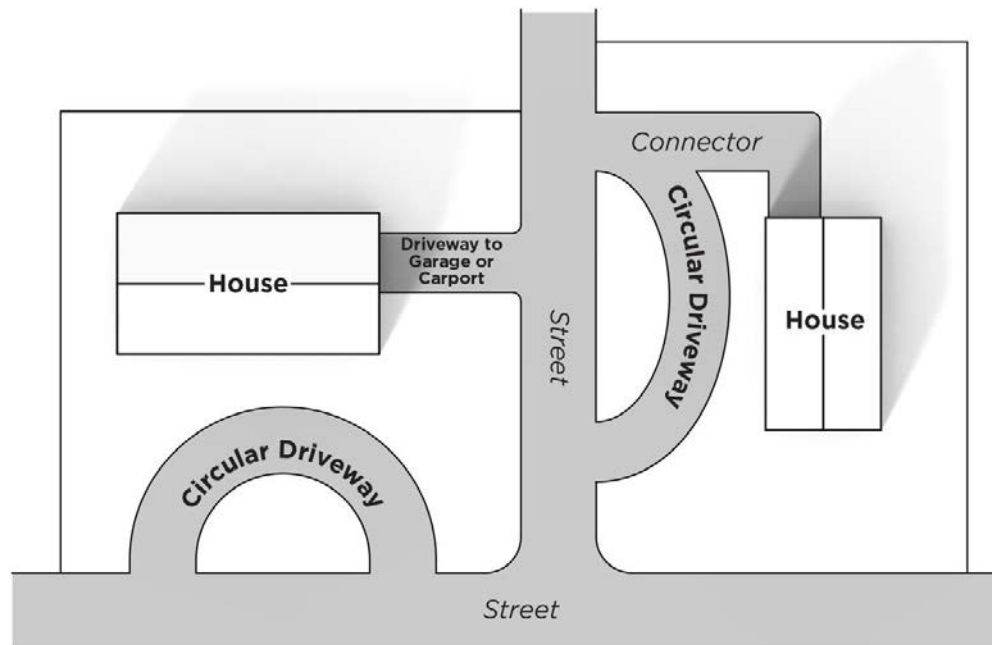 Connector
Driveway to
Garage or
Carport
House
Circular Driveway
House
Street
Circular Driveway
Street